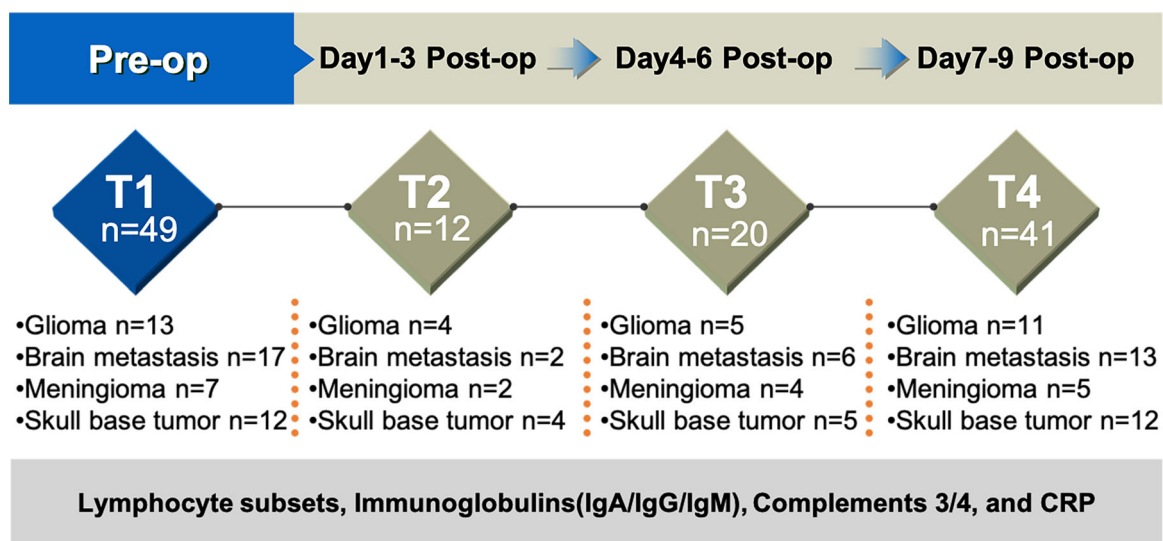 Pre-op
Day1-3 Post-op
Day4-6 Post-op
Day7-9 Post-op
T1
n=49
T2
n=12
T3
n=20
T4
n=41
•Glioma n=13
•Brain metastasis n=17
•Meningioma n=7
•Skull base tumor n=12
•Glioma n=4
•Brain metastasis n=2
•Meningioma n=2
•Skull base tumor n=4
•Glioma n=5
•Brain metastasis n=6
•Meningioma n=4
•Skull base tumor n=5
•Glioma n=11
•Brain metastasis n=13
•Meningioma n=5
•Skull base tumor n=12
Lymphocyte subsets, Immunoglobulins(IgA/IgG/IgM), Complements 3/4, and CRP